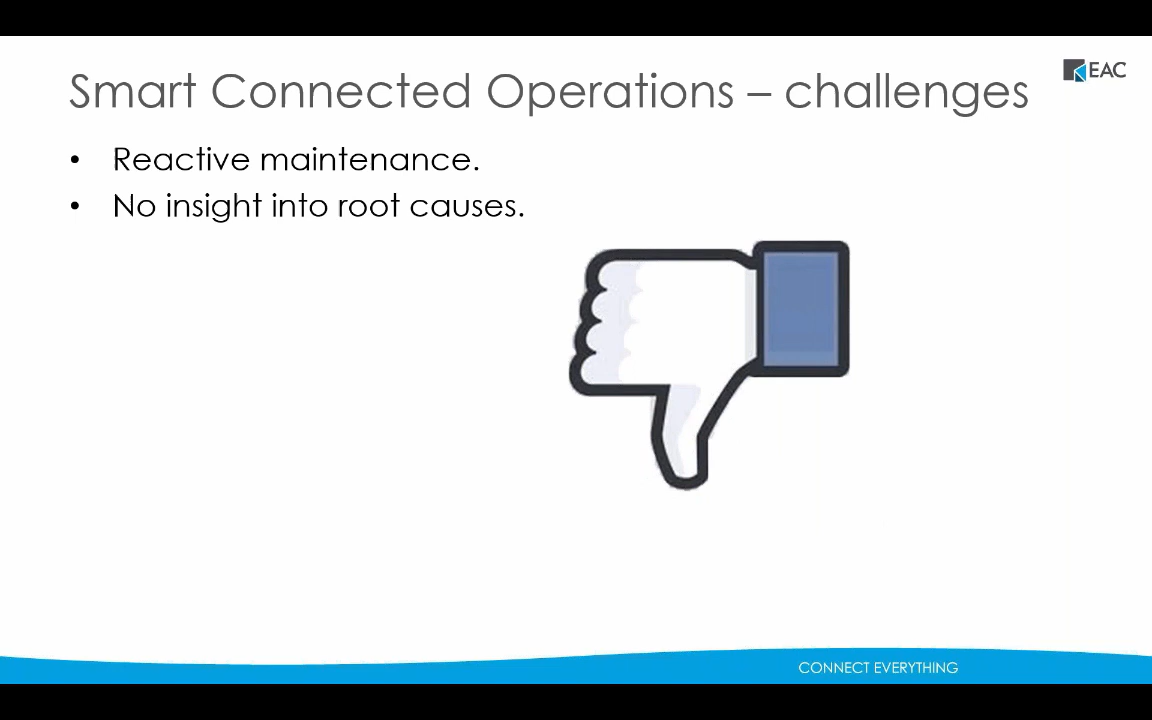 Smart Connected Operations – challenges
EAC
• Reactive maintenance.
• No insight into root causes.
CONNECT EVERYTHING